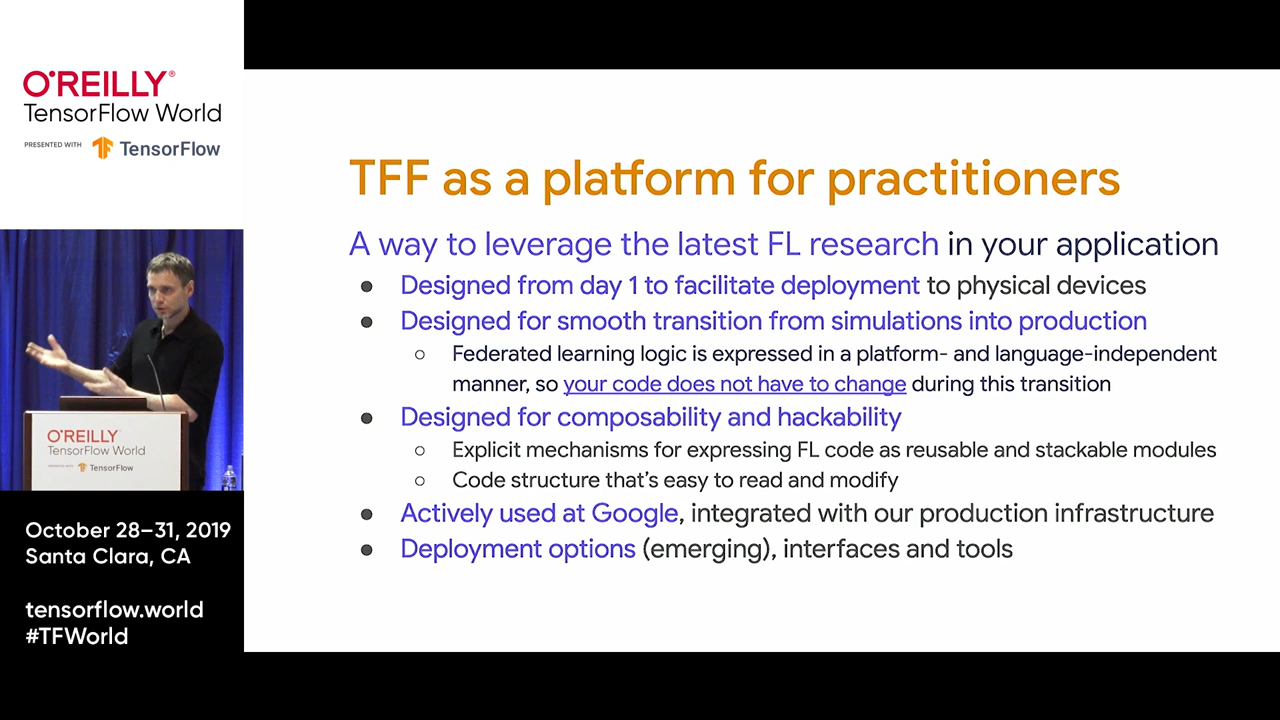 O'REILLY®
TensorFlow World
PRESENTED WITH TensorFlow
TFF as a platform for practitioners
A way to leverage the latest FL research in your application
● Designed from day 1 to facilitate deployment to physical devices
● Designed for smooth transition from simulations into production
○ Federated learning logic is expressed in a platform- and language-independent
manner, so your code does not have to change during this transition
● Designed for composability and hackability
○ Explicit mechanisms for expressing FL code as reusable and stackable modules
○ Code structure that's easy to read and modify
● Actively used at Google, integrated with our production infrastructure
● Deployment options (emerging), interfaces and tools
O'REILLY
TensorFlow World
PRESENTED WITH TensorFlow
October 28–31, 2019
Santa Clara, CA
tensorflow.world
#TFWorld